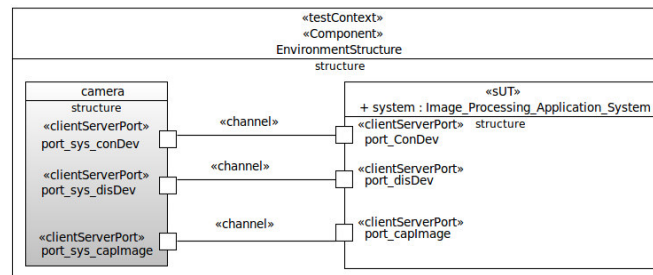 «testContext»
«Component»
EnvironmentStructure
structure
camera
structure
«clientServerPort»
port_sys_conDev
«clientServerPort»
port_sys_disDev
«clientServerPort»
port_sys_capImage
«channel»
«channel»
«channel»
«sUT»
+ system : Image_Processing_Application_System
structure
«clientServerPort»
port_ConDev
«clientServerPort»
port_disDev
«clientServerPort»
port_capImage